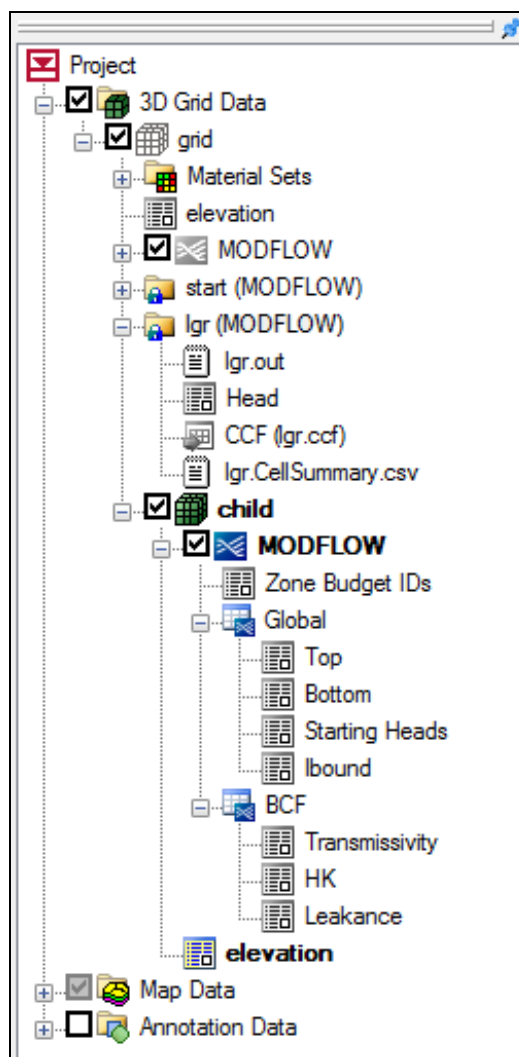 Project
3D Grid Data
grid
Material Sets
elevation
MODFLOW
start (MODFLOW)
lgr (MODFLOW)
lgr.out
Head
CCF (lgr.ccf)
lgr.CellSummary.csv
child
MODFLOW
Zone Budget IDs
Global
Top
Bottom
Starting Heads
Ibound
BCF
Transmissivity
HK
Leakance
elevation
Map Data
Annotation Data